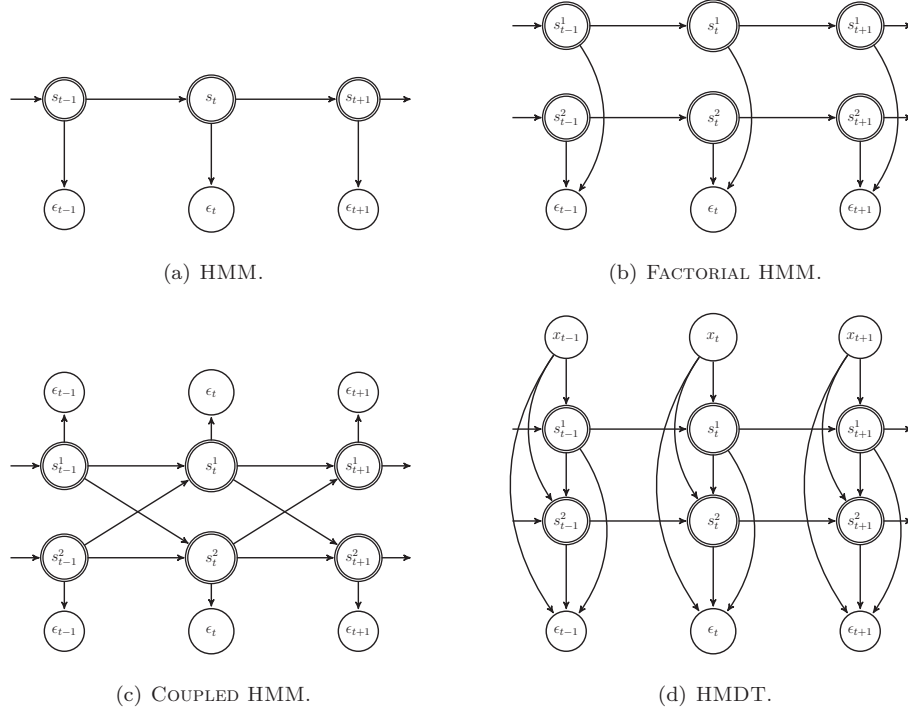 s_{t-1} s_t s_{t+1}
ϵ_{t-1} ϵ_t ϵ_{t+1}
(a) HMM.
s^1_{t-1} s^1_t s^1_{t+1}
s^2_{t-1} s^2_t s^2_{t+1}
ϵ_{t-1} ϵ_t ϵ_{t+1}
(b) FACTORIAL HMM.
ϵ_{t-1} ϵ_t ϵ_{t+1}
s^1_{t-1} s^1_t s^1_{t+1}
s^2_{t-1} s^2_t s^2_{t+1}
ϵ_{t-1} ϵ_t ϵ_{t+1}
(c) COUPLED HMM.
x_{t-1} x_t x_{t+1}
s^1_{t-1} s^1_t s^1_{t+1}
s^2_{t-1} s^2_t s^2_{t+1}
ϵ_{t-1} ϵ_t ϵ_{t+1}
(d) HMDT.